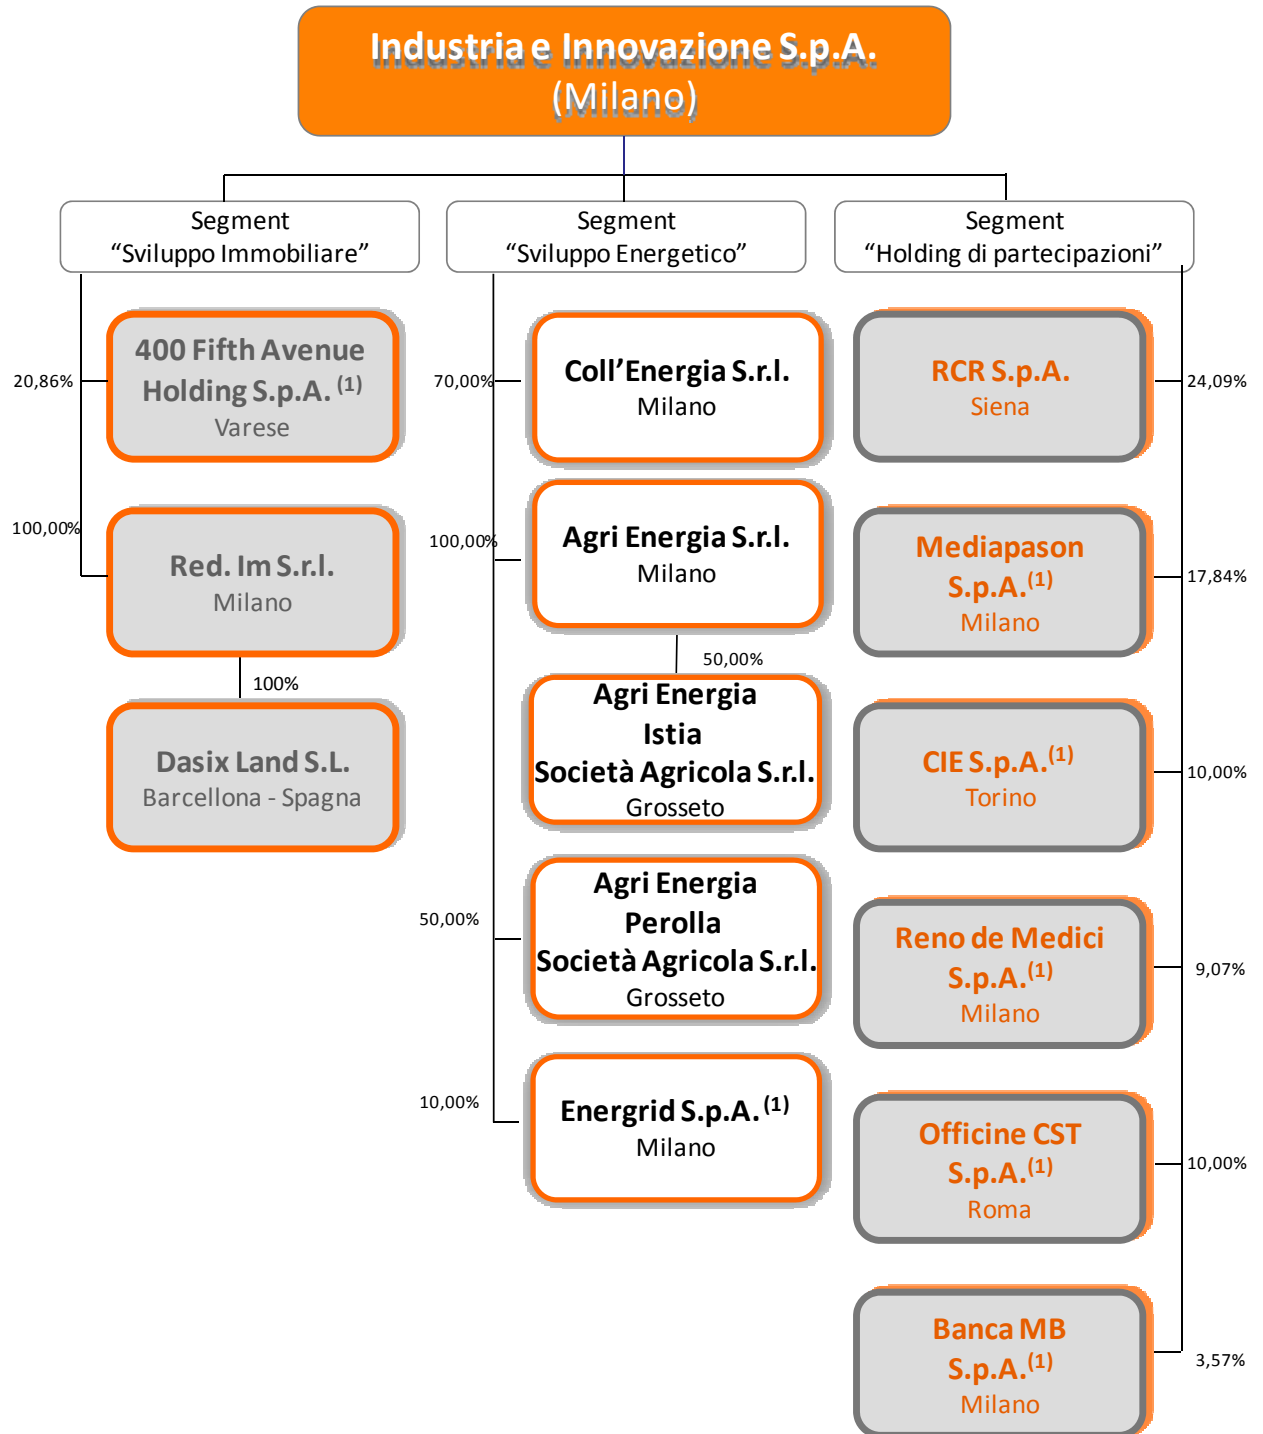 Industria e Innovazione S.p.A.
(Milano)
Segment
“Sviluppo Immobiliare”
20,86%
400 Fifth Avenue
Holding S.p.A. (1)
Varese
100,00%
Red. Im S.r.l.
Milano
100%
Dasix Land S.L.
Barcellona - Spagna
Segment
“Sviluppo Energetico”
70,00%
Coll’Energia S.r.l.
Milano
100,00%
Agri Energia S.r.l.
Milano
50,00%
Agri Energia
Istia
Società Agricola S.r.l.
Grosseto
50,00%
Agri Energia
Perolla
Società Agricola S.r.l.
Grosseto
10,00%
Energrid S.p.A. (1)
Milano
Segment
“Holding di partecipazioni”
RCR S.p.A.
Siena
24,09%
Mediapason
S.p.A.(1)
Milano
17,84%
CIE S.p.A.(1)
Torino
10,00%
Reno de Medici
S.p.A.(1)
Milano
9,07%
Officine CST
S.p.A.(1)
Roma
10,00%
Banca MB
S.p.A.(1)
Milano
3,57%